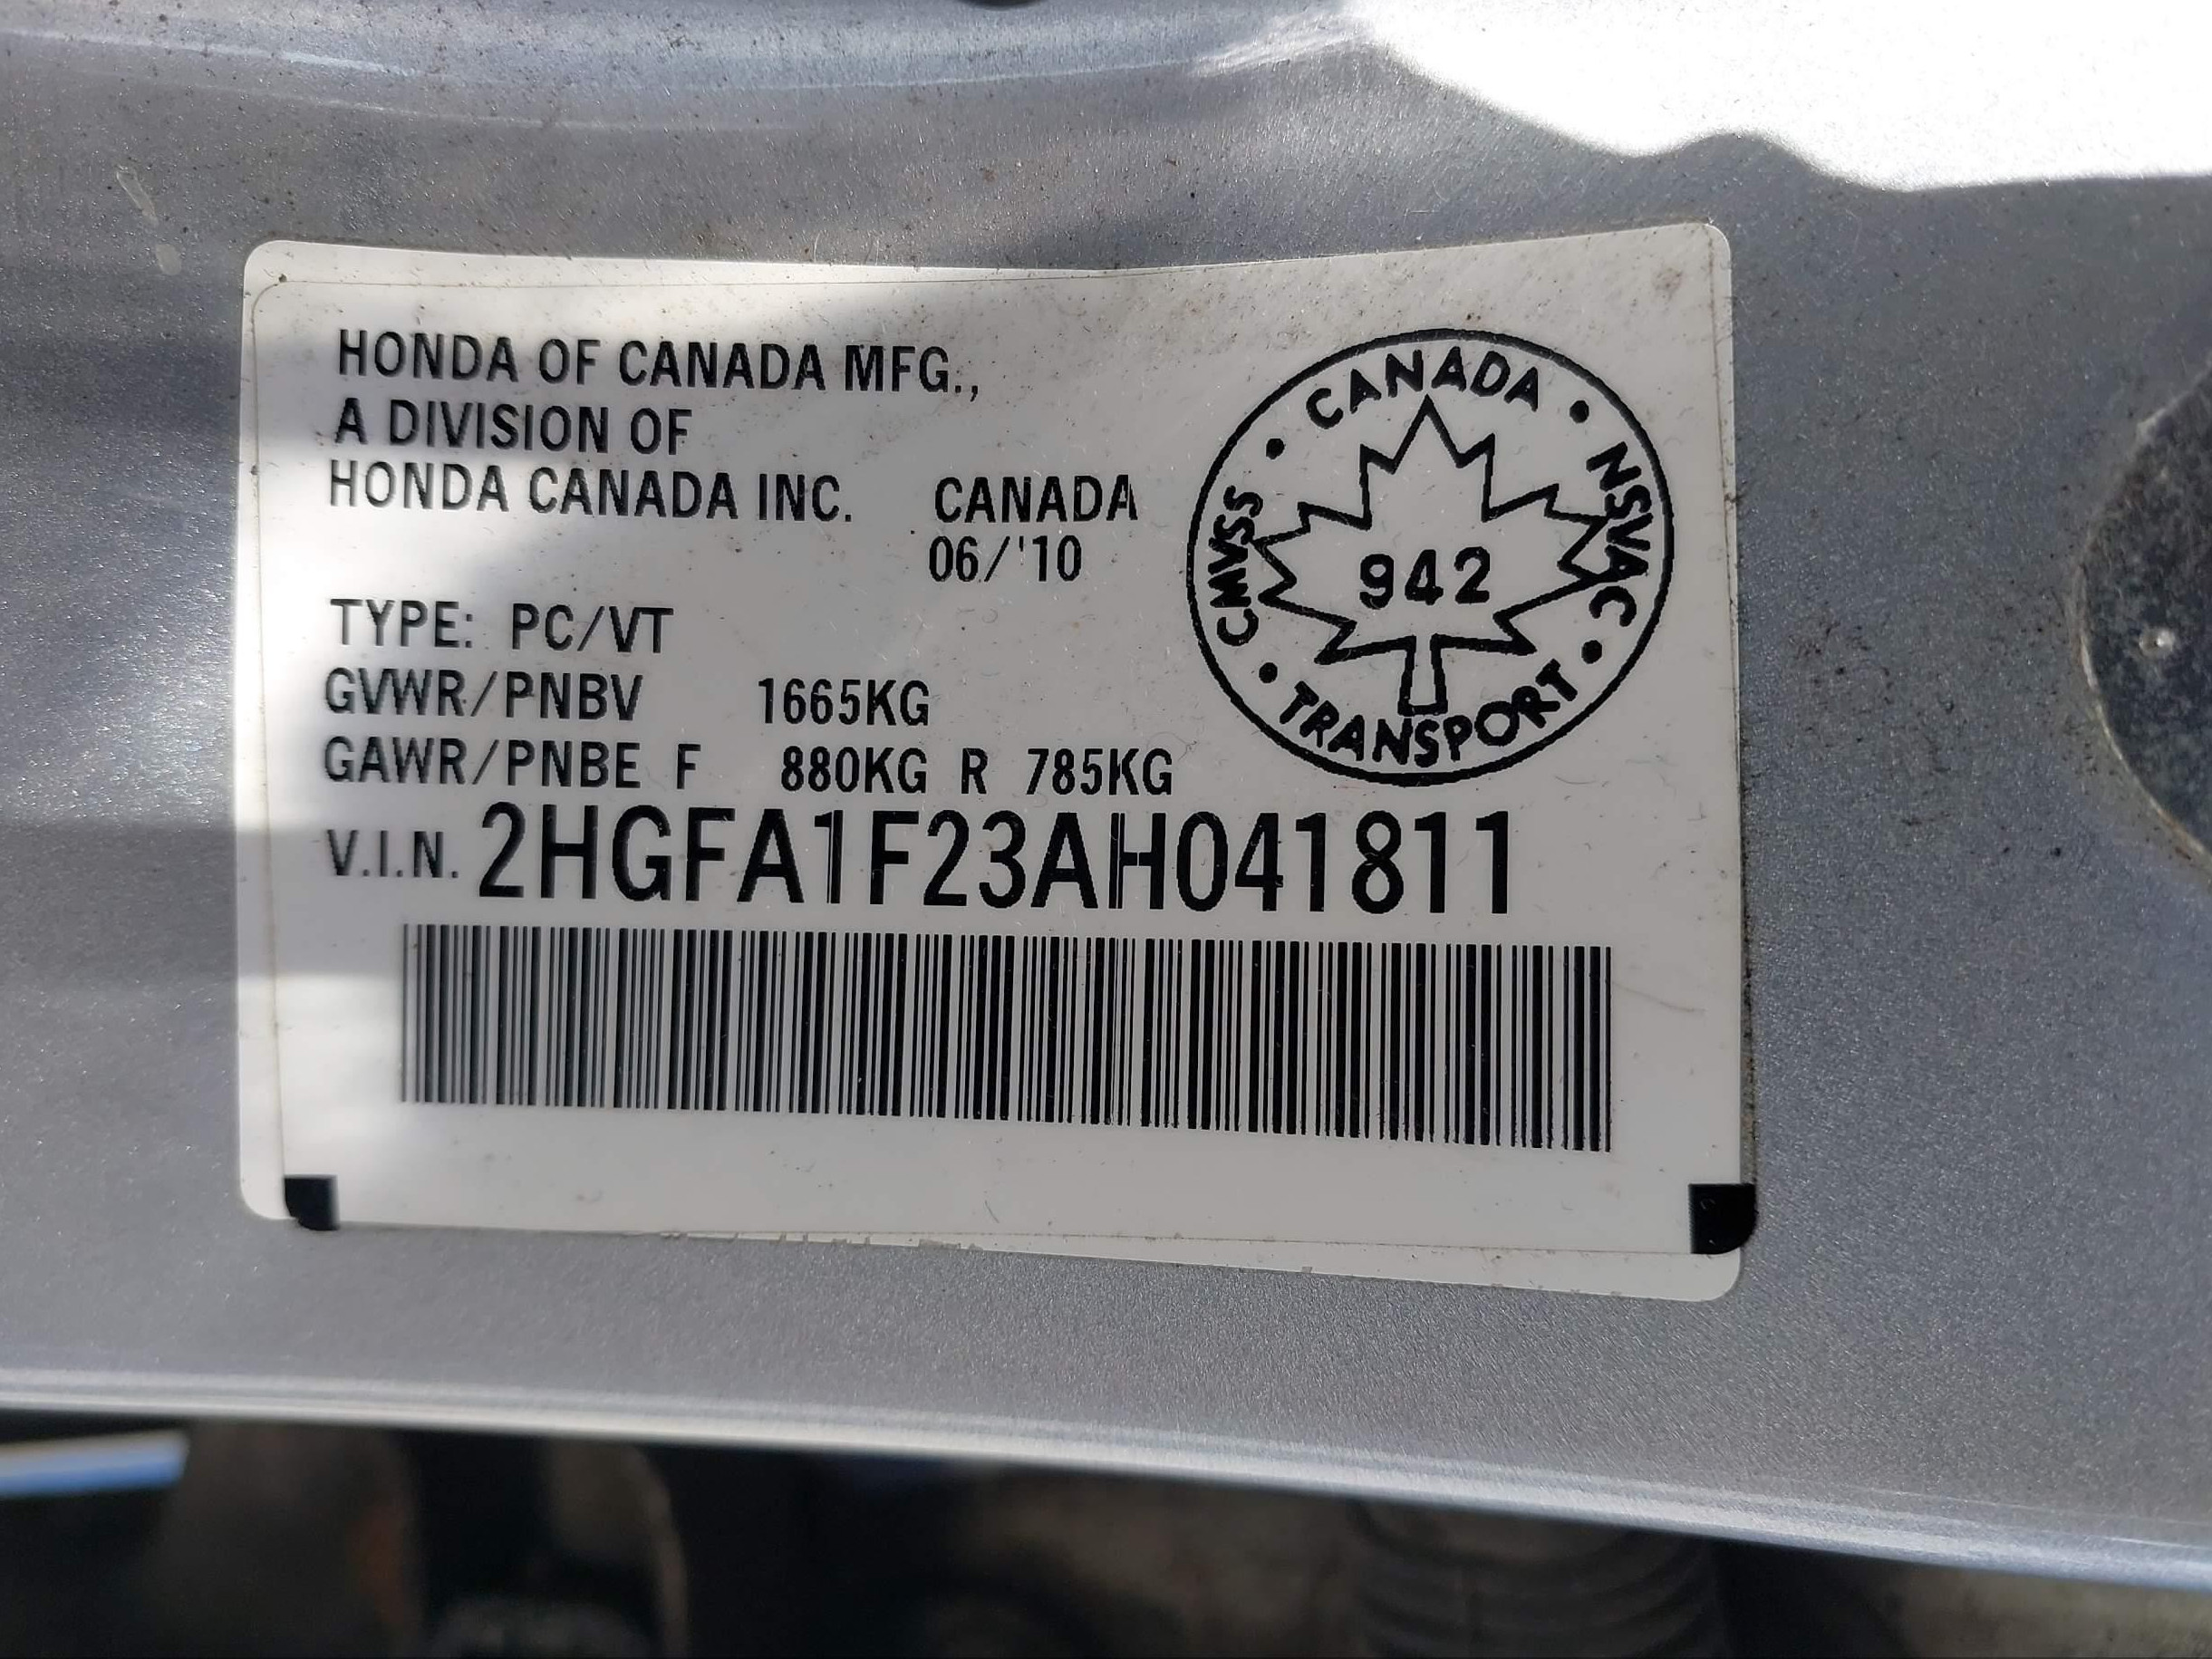 HONDA OF CANADA MFG.,
A DIVISION OF
HONDA CANADA INC. CANADA
06/'10
TYPE: PC/VT
GVWR/PNBV 1665KG
GAWR/PNBE F 880KG R 785KG
V.I.N. 2HGFA1F23AH041811
• CANADA • NSVAC • TRANSPORT • CMVSS
942